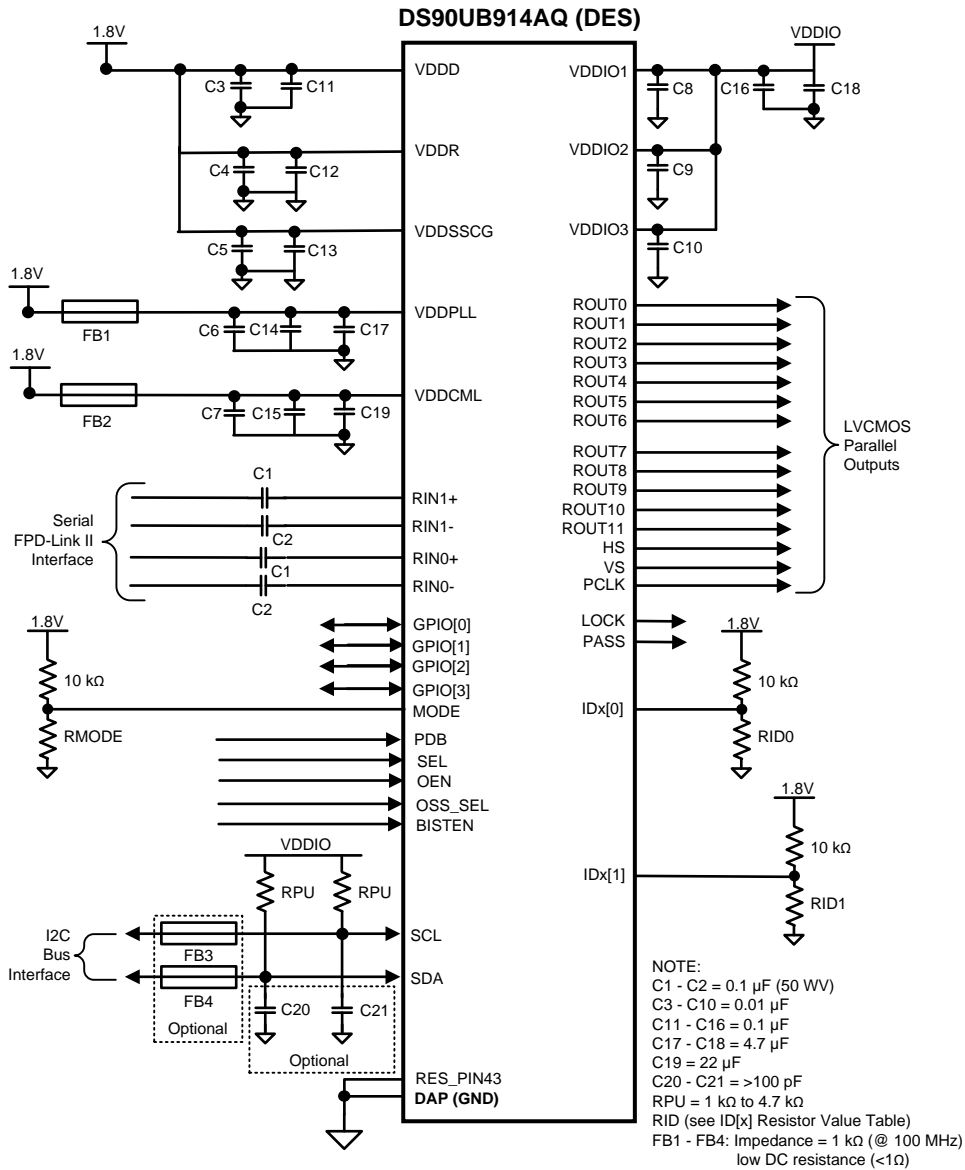 DS90UB914AQ (DES)
1.8V
VDDD
C3
C11
VDDR
C4
C12
VDDSSCG
C5
C13
1.8V
FB1
VDDPLL
C6
C14
C17
1.8V
FB2
VDDCML
C7
C15
C19
Serial
FPD-Link II
Interface
C1
RIN1+
C2
RIN1-
C1
RIN0+
C2
RIN0-
GPIO[0]
GPIO[1]
GPIO[2]
GPIO[3]
1.8V
10 kΩ
MODE
RMODE
PDB
SEL
OEN
OSS_SEL
BISTEN
VDDIO
RPU
RPU
I2C
Bus
Interface
SCL
FB3
SDA
FB4
Optional
C20
C21
Optional
RES_PIN43
DAP (GND)
VDDIO
VDDIO1
C8
C16
C18
VDDIO2
C9
VDDIO3
C10
ROUT0
ROUT1
ROUT2
ROUT3
ROUT4
ROUT5
ROUT6
ROUT7
ROUT8
ROUT9
ROUT10
ROUT11
HS
VS
PCLK
LVCMOS
Parallel
Outputs
LOCK
PASS
1.8V
10 kΩ
IDx[0]
RID0
1.8V
10 kΩ
IDx[1]
RID1
NOTE:
C1 - C2 = 0.1 µF (50 WV)
C3 - C10 = 0.01 µF
C11 - C16 = 0.1 µF
C17 - C18 = 4.7 µF
C19 = 22 µF
C20 - C21 = >100 pF
RPU = 1 kΩ to 4.7 kΩ
RID (see ID[x] Resistor Value Table)
FB1 - FB4: Impedance = 1 kΩ (@ 100 MHz)
low DC resistance (<1Ω)